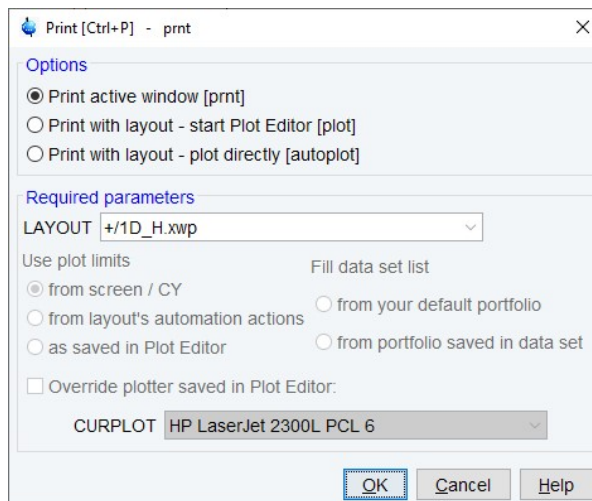 Print [Ctrl+P] - prnt
Options
Print active window [prnt]
Print with layout - start Plot Editor [plot]
Print with layout - plot directly [autoplot]
Required parameters
LAYOUT +/1D_H.xwp
Use plot limits
from screen / CY
from layout's automation actions
as saved in Plot Editor
Fill data set list
from your default portfolio
from portfolio saved in data set
Override plotter saved in Plot Editor:
CURPLOT HP LaserJet 2300L PCL 6
OK Cancel Help